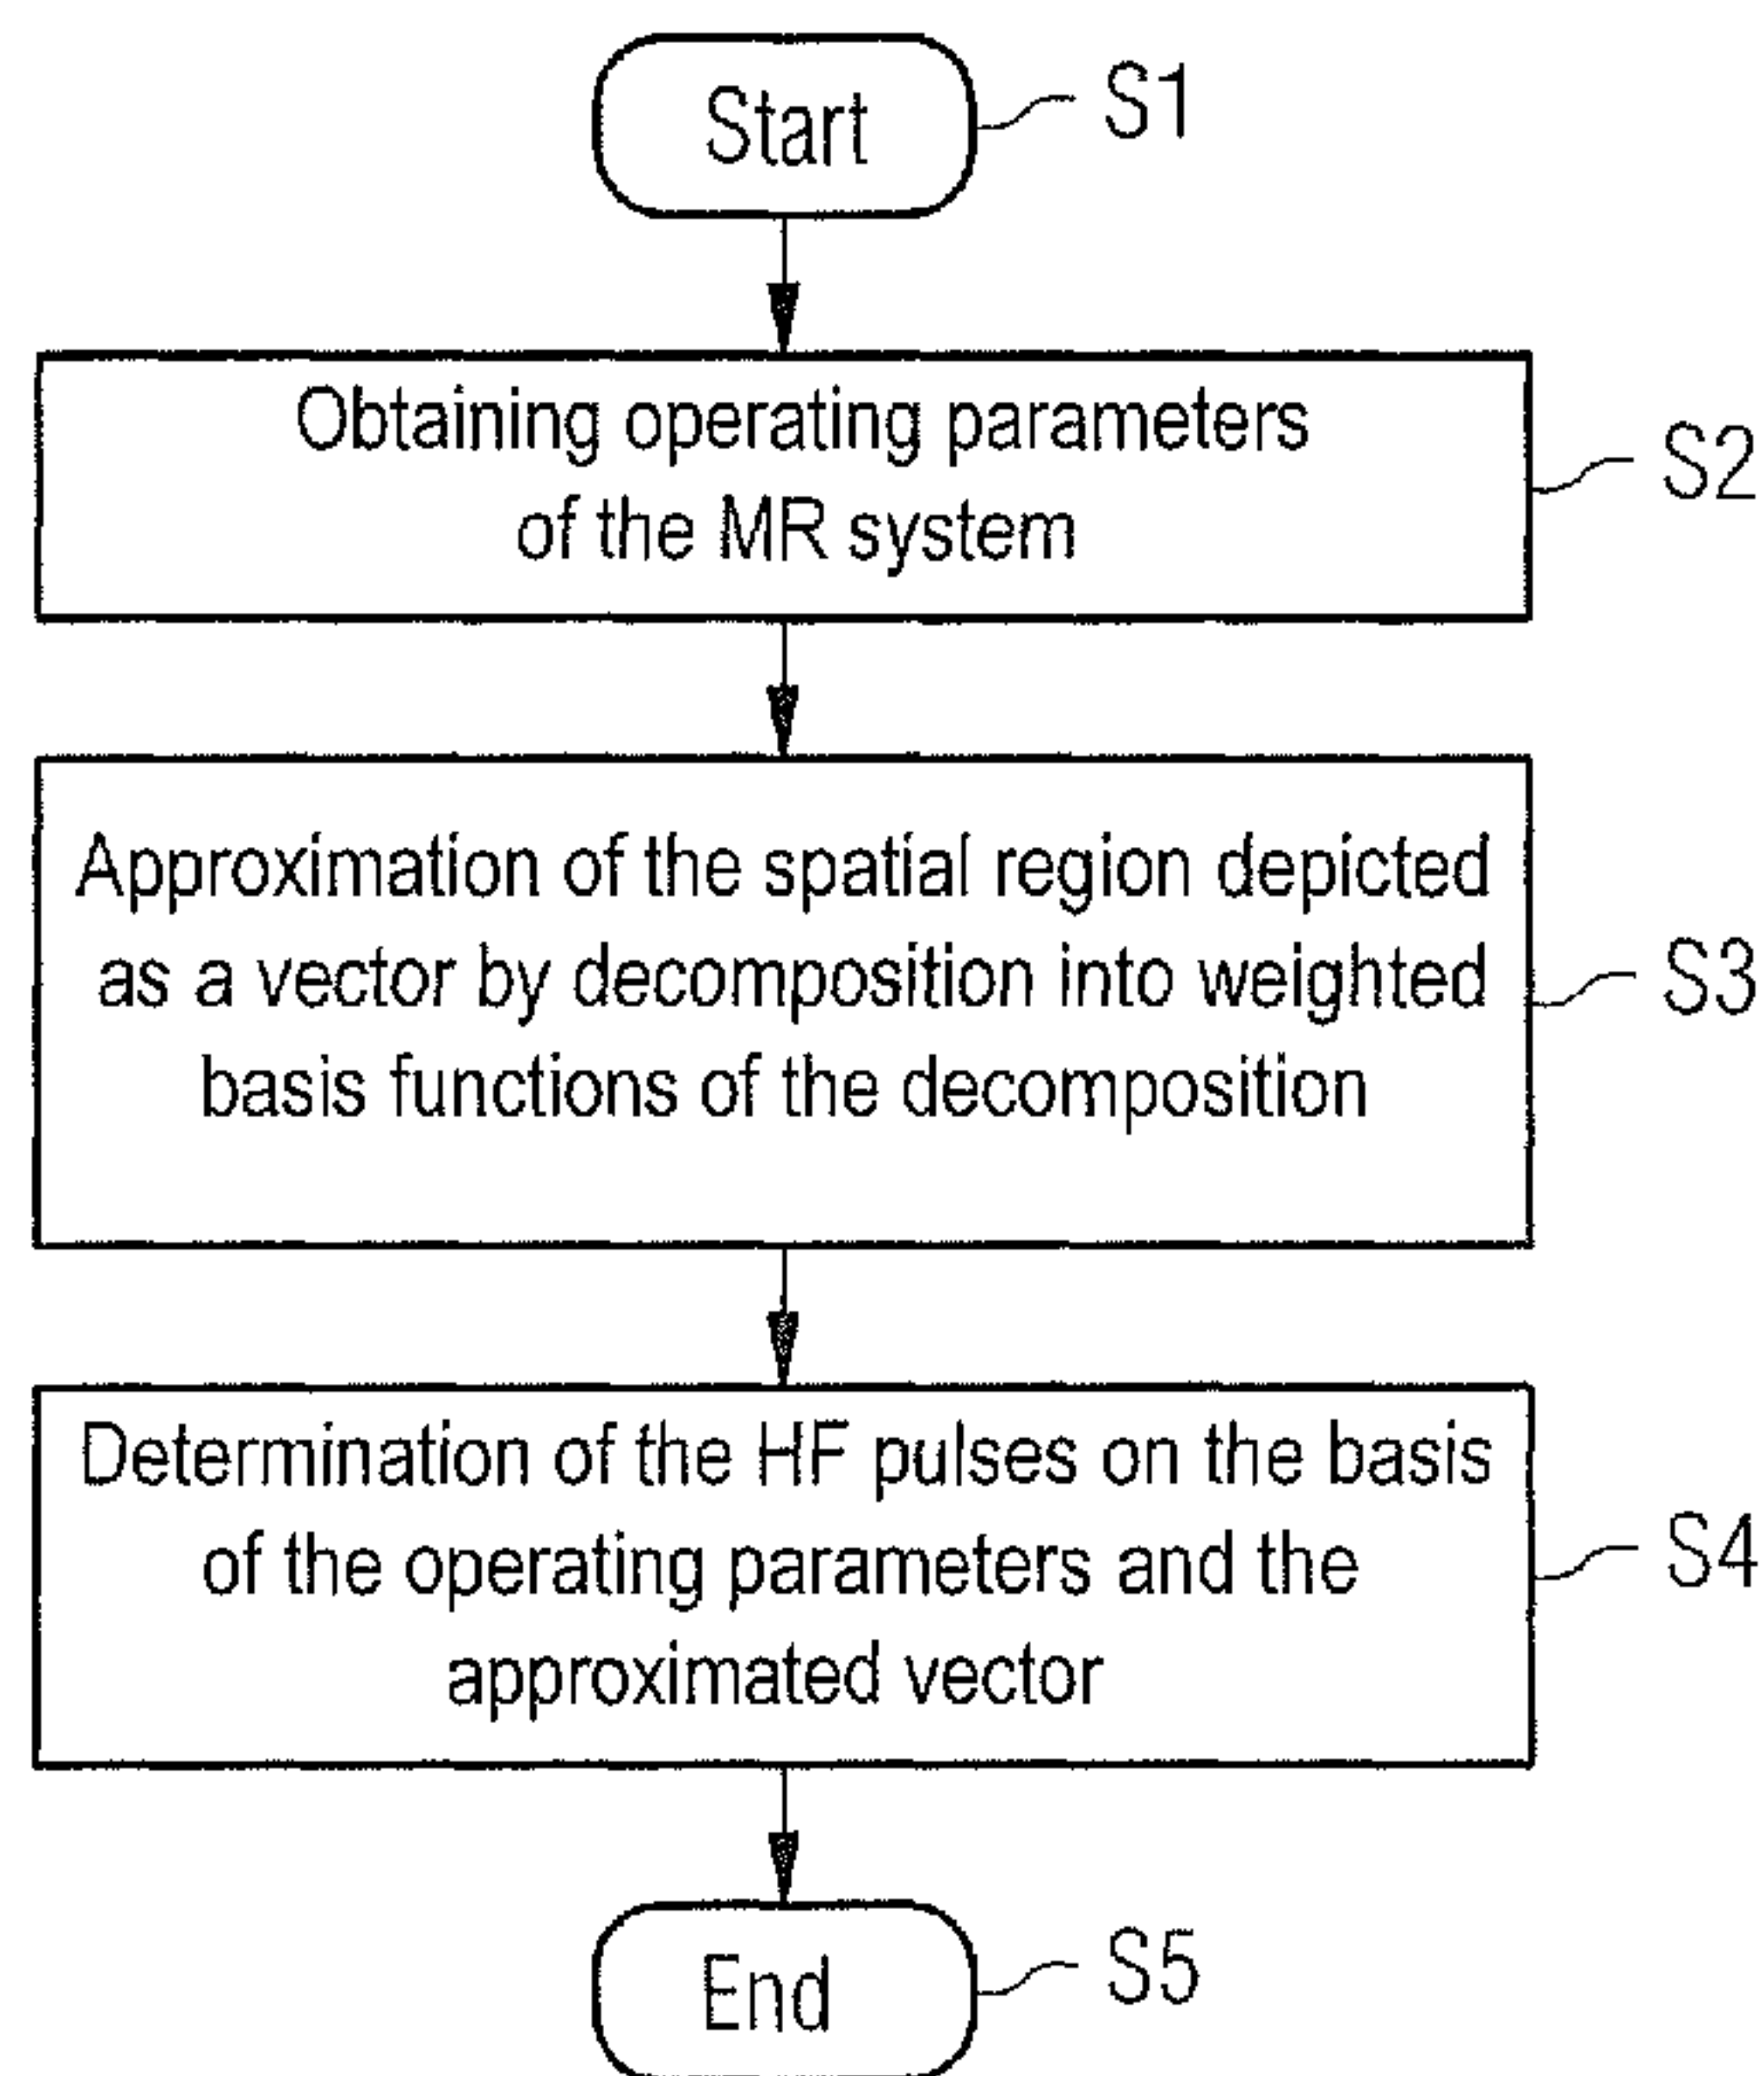 Start
S1
Obtaining operating parameters
of the MR system
S2
Approximation of the spatial region depicted
as a vector by decomposition into weighted
basis functions of the decomposition
S3
Determination of the HF pulses on the basis
of the operating parameters and the
approximated vector
S4
End
S5